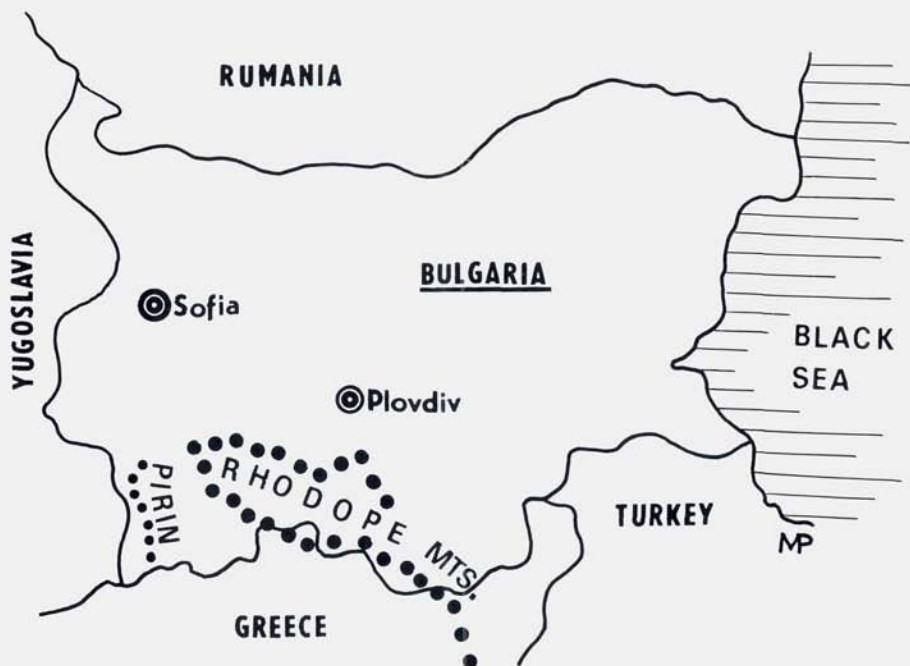 RUMANIA
YUGOSLAVIA
BULGARIA
Sofia
BLACK
SEA
Plovdiv
PIRIN
RHODOPE MTS.
TURKEY
MP
GREECE